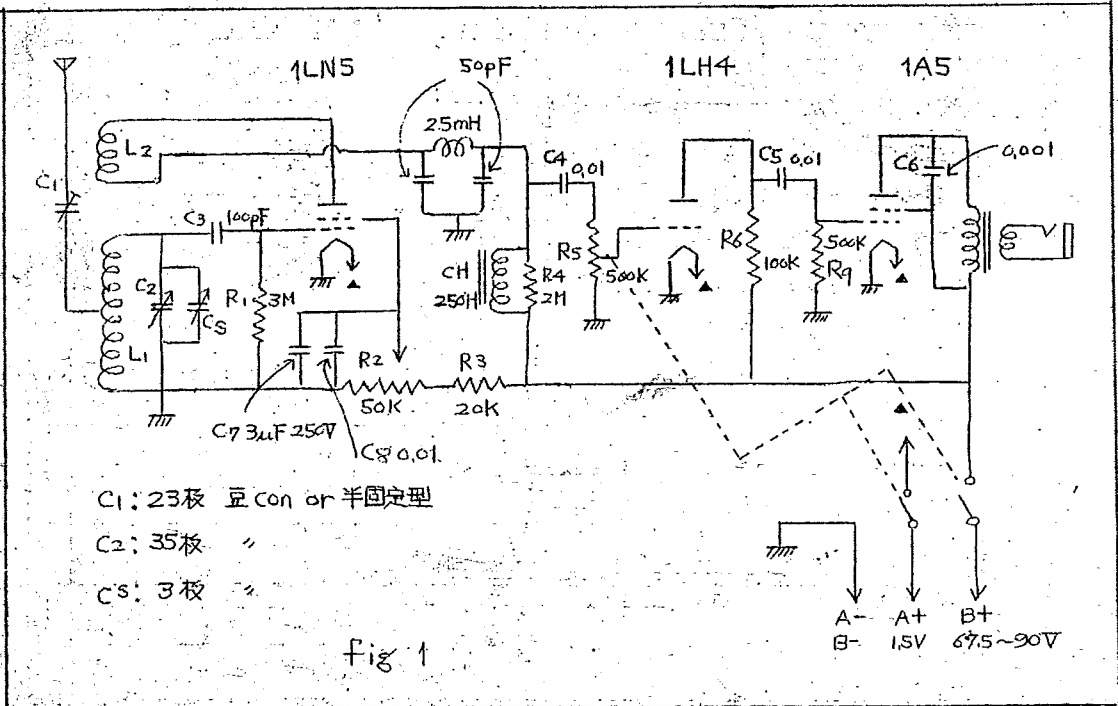 1LN5
50pF
1LH4
1A5
2.5mH
L2
C4 0.01
C5 0.01
C6
0.001
C1
C3 100pF
C2
Cs
R1 3M
L1
CH
250H
R4
2M
R5
500K
R6
100K
500K
R9
R2
50K
R3
20K
C7 3μF 250V
C8 0.01
C1: 23枚 豆con or 半固定型
C2: 35枚 〃
Cs: 3枚 〃
A- A+ B+
B- 1.5V 67.5~90V
fig 1